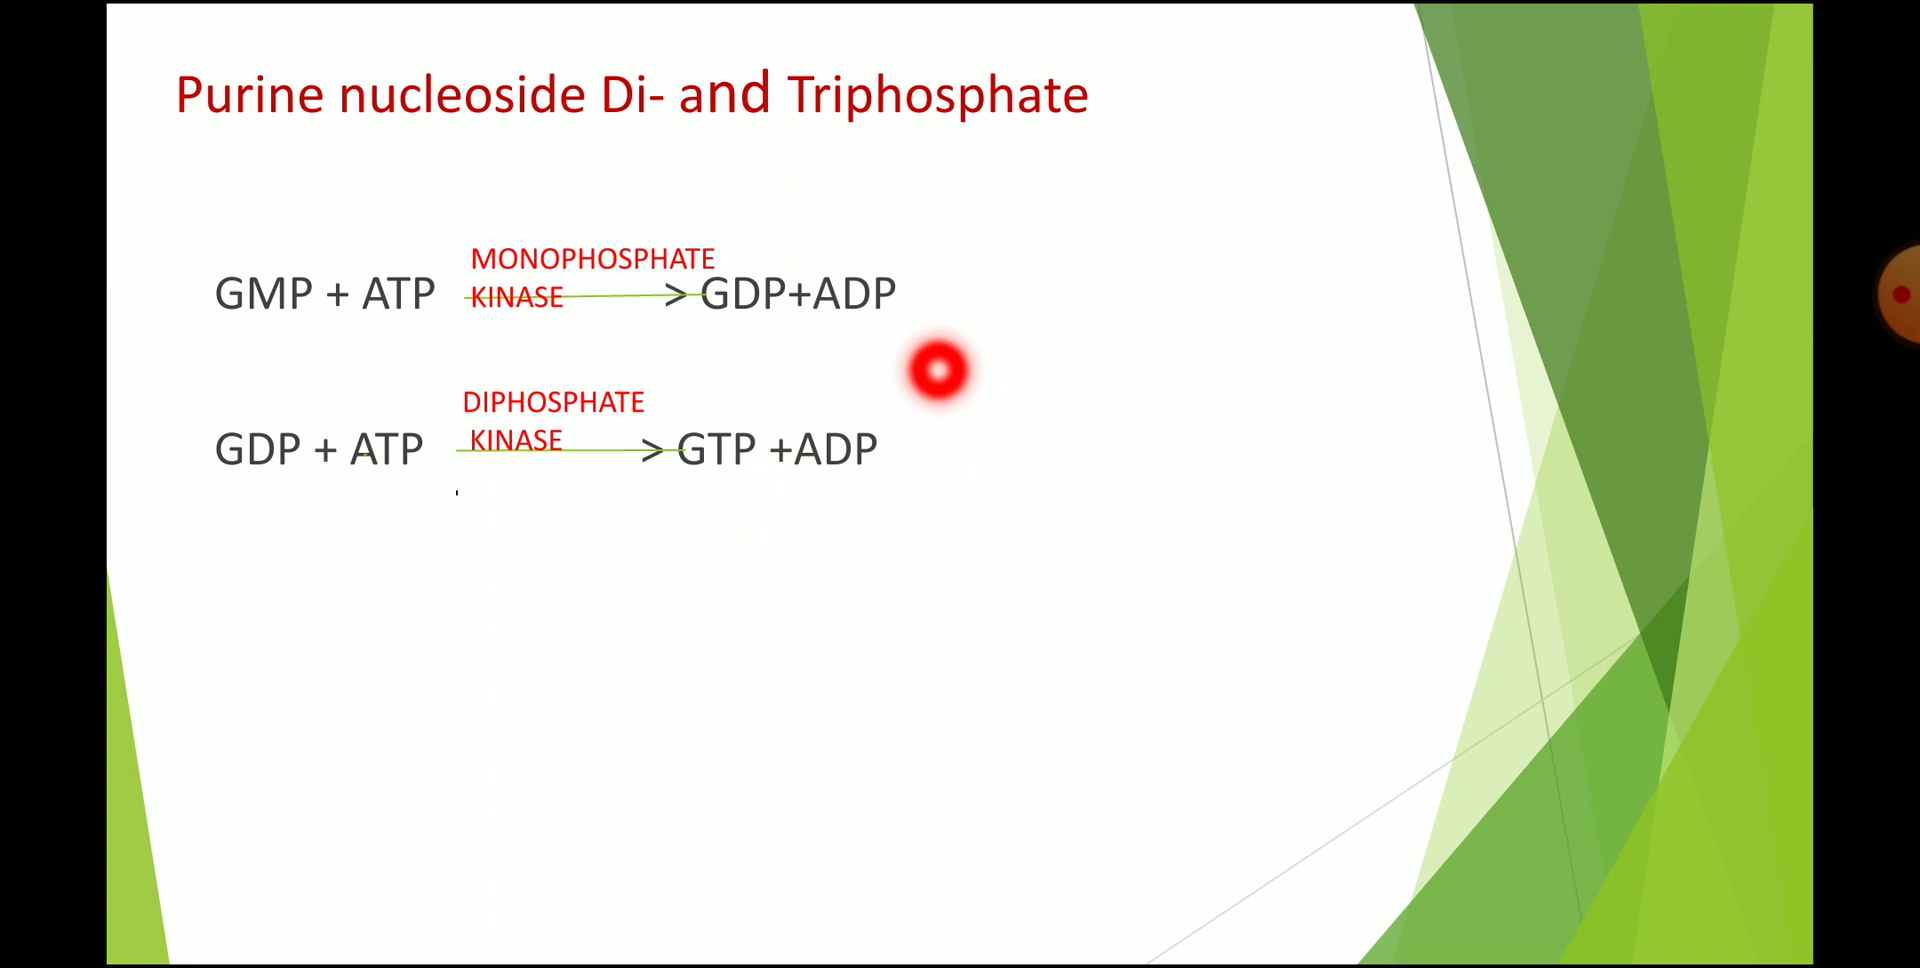 Purine nucleoside Di- and Triphosphate
MONOPHOSPHATE
GMP + ATP KINASE > GDP+ADP
DIPHOSPHATE
GDP + ATP KINASE > GTP +ADP